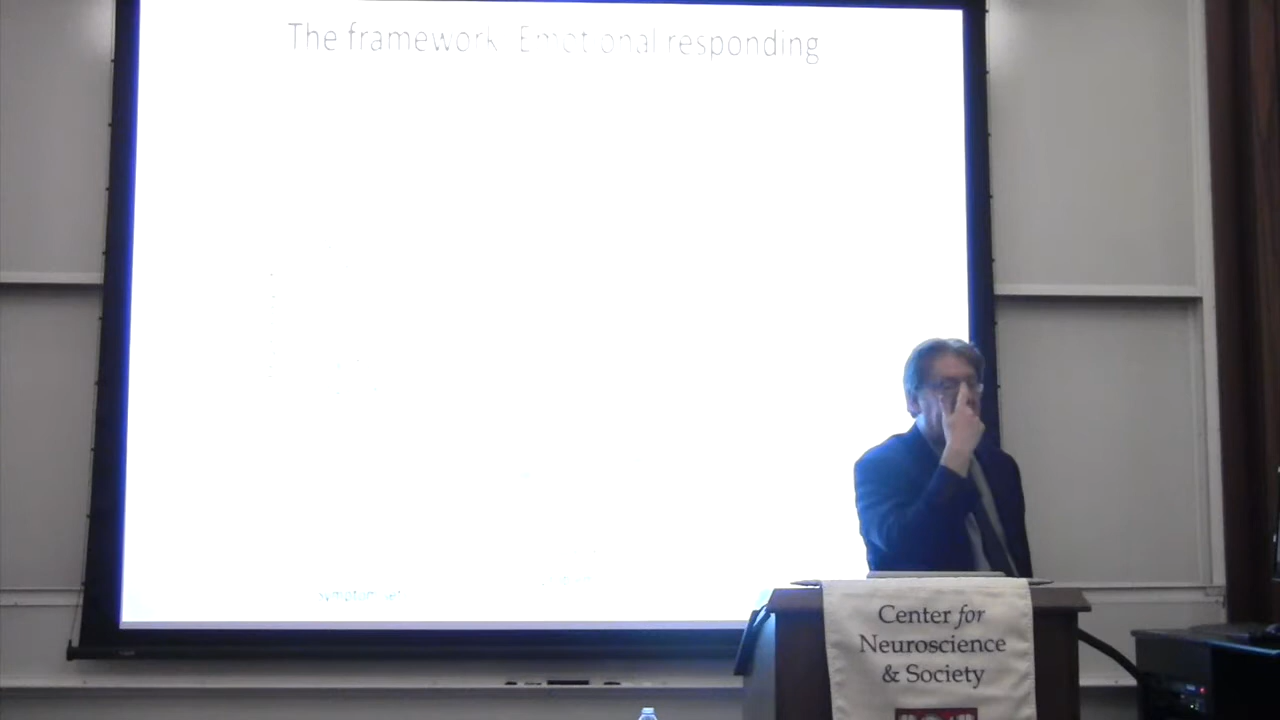 The framework: Emotional responding
Center for
Neuroscience
& Society